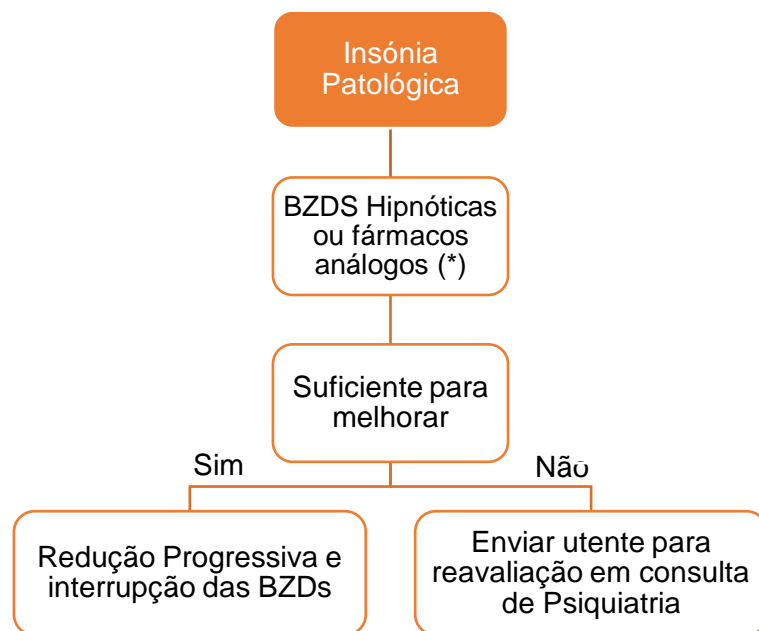 Insónia
Patológica
BZDS Hipnóticas
ou fármacos
análogos (*)
Suficiente para
melhorar
Sim
Não
Redução Progressiva e
interrupção das BZDs
Enviar utente para
reavaliação em consulta
de Psiquiatria